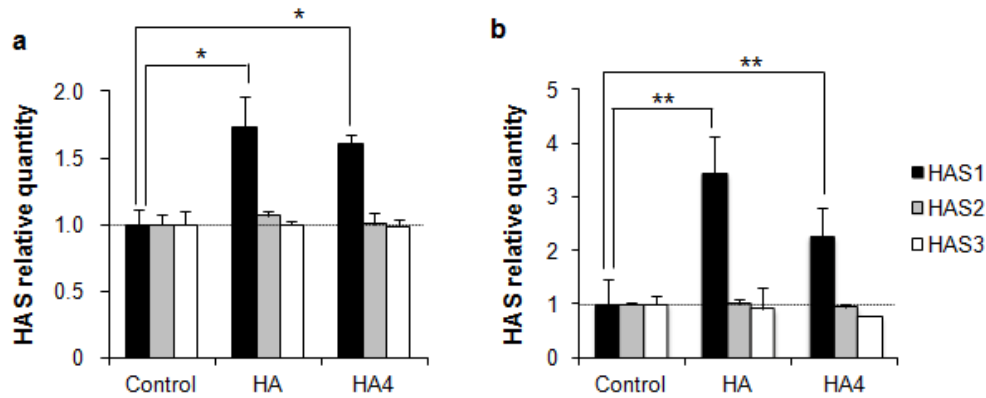 a
*
*
HAS relative quantity
2.0
1.5
1.0
0.5
0
Control HA HA4
b
**
**
HAS relative quantity
5
4
3
2
1
0
Control HA HA4
HAS1
HAS2
HAS3